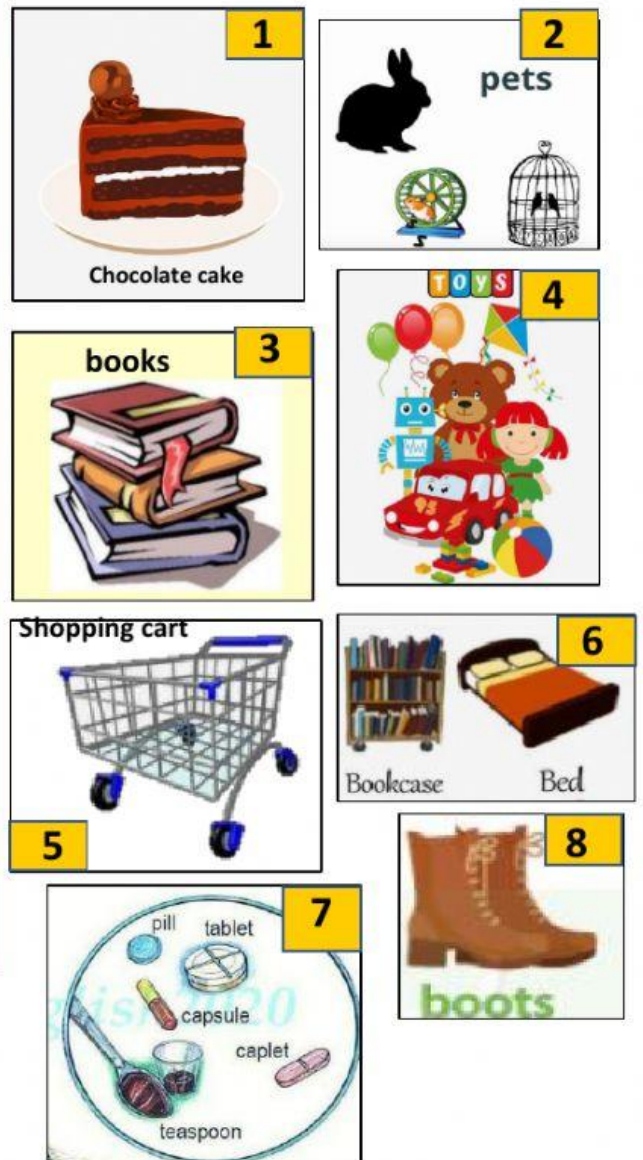 1
Chocolate cake
2
pets
3
books
TOYS
4
Shopping cart
5
6
Bookcase
Bed
7
pill
tablet
capsule
caplet
teaspoon
2020
8
boots